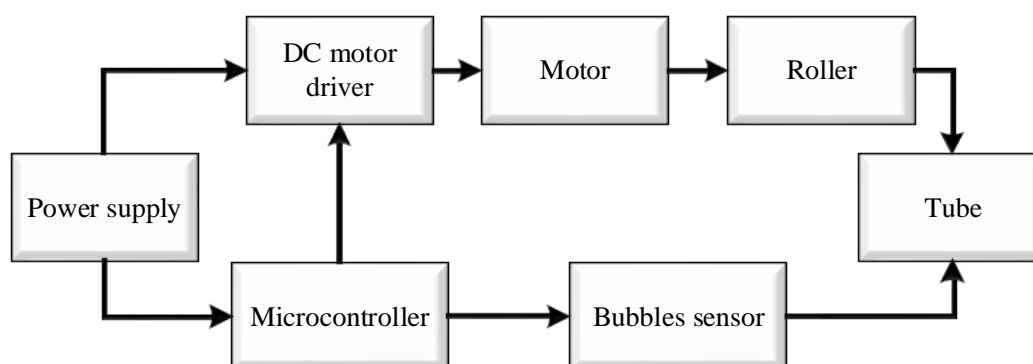 DC motor
driver
Motor
Roller
Power supply
Tube
Microcontroller
Bubbles sensor